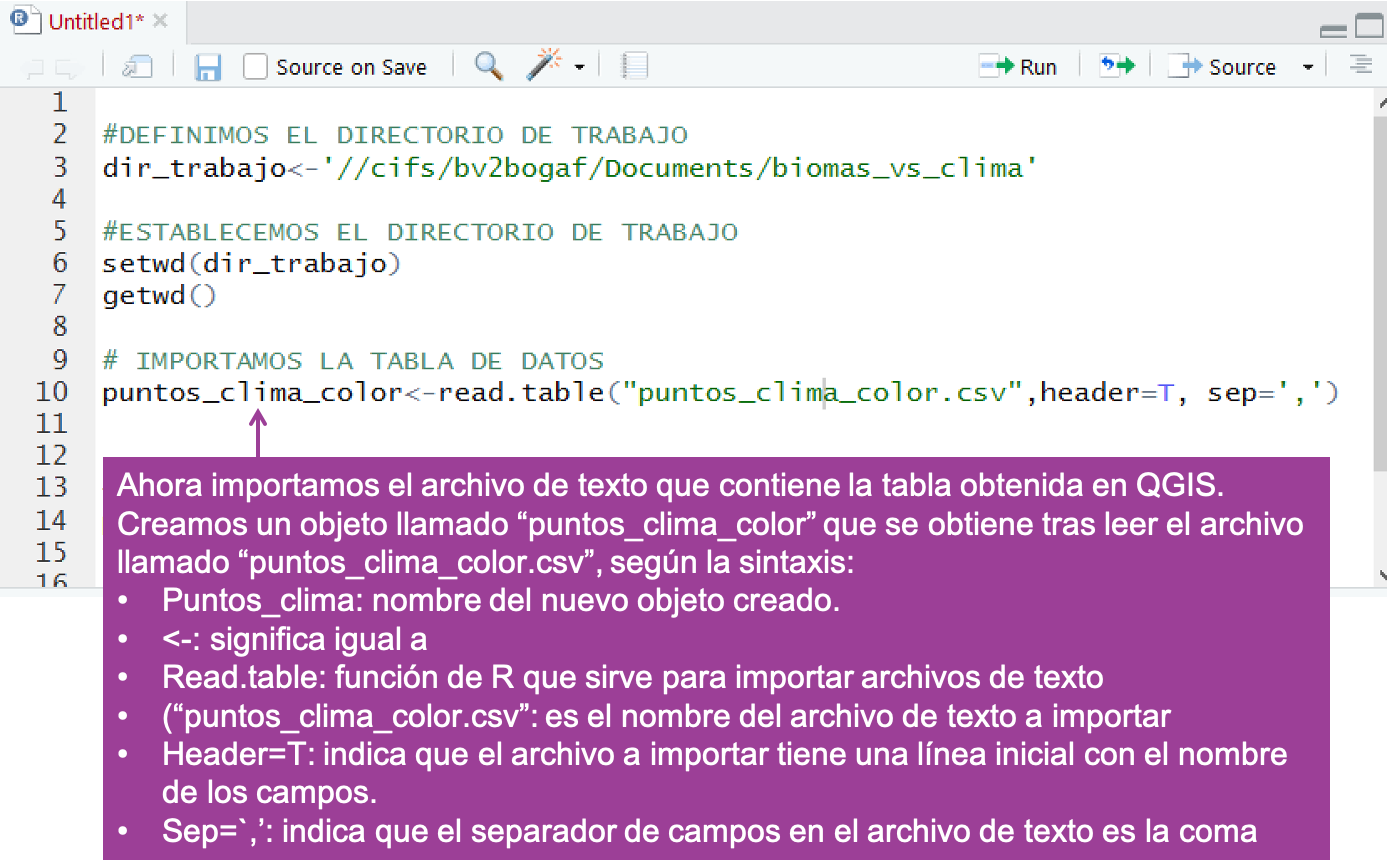 Untitled1*
Source on Save
Run
Source
1
2 #DEFINIMOS EL DIRECTORIO DE TRABAJO
3 dir_trabajo<-'//cifs/bv2bogaf/Documents/biomas_vs_clima'
4
5 #ESTABLECEMOS EL DIRECTORIO DE TRABAJO
6 setwd(dir_trabajo)
7 getwd()
8
9 # IMPORTAMOS LA TABLA DE DATOS
10 puntos_clima_color<-read.table("puntos_clima_color.csv",header=T, sep=',')
11
12
13
14
15
16
Ahora importamos el archivo de texto que contiene la tabla obtenida en QGIS.
Creamos un objeto llamado “puntos_clima_color” que se obtiene tras leer el archivo
llamado “puntos_clima_color.csv”, según la sintaxis:
• Puntos_clima: nombre del nuevo objeto creado.
• <-: significa igual a
• Read.table: función de R que sirve para importar archivos de texto
• (“puntos_clima_color.csv”: es el nombre del archivo de texto a importar
• Header=T: indica que el archivo a importar tiene una línea inicial con el nombre
de los campos.
• Sep=`,’: indica que el separador de campos en el archivo de texto es la coma